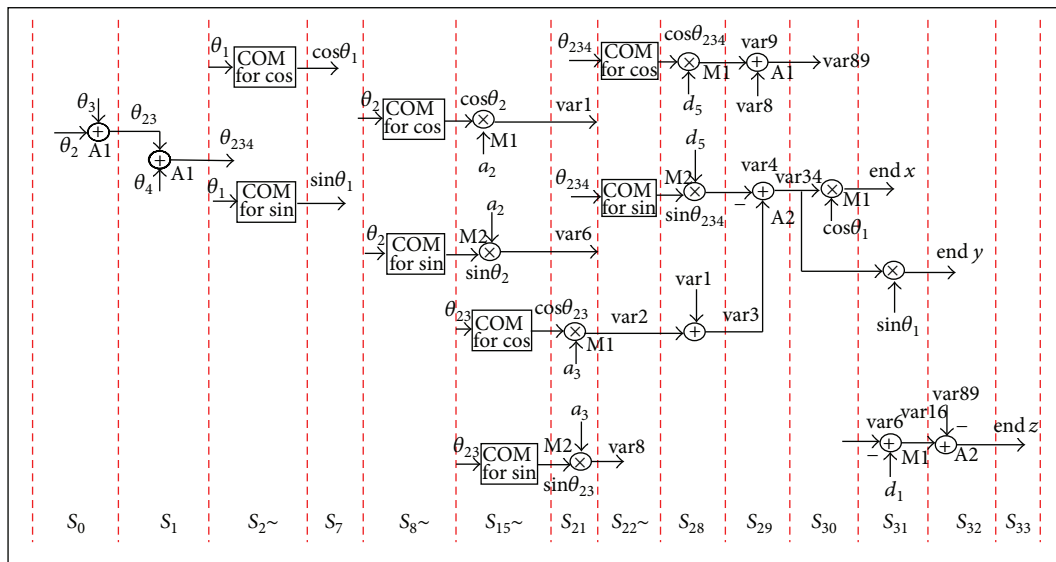 θ₃
θ₂
A1
θ₂₃
θ₄
A1
θ₂₃₄
θ₁
COM
for cos
cosθ₁
θ₁
COM
for sin
sinθ₁
θ₂
COM
for cos
cosθ₂
M1
a₂
var1
θ₂
COM
for sin
a₂
M2
sinθ₂
var6
θ₂₃
COM
for cos
cosθ₂₃
M1
a₃
var2
var1
var3
θ₂₃
COM
for sin
a₃
M2
sinθ₂₃
var8
θ₂₃₄
COM
for cos
cosθ₂₃₄
M1
d₅
var9
A1
var8
var89
θ₂₃₄
COM
for sin
d₅
M2
sinθ₂₃₄
−
var4
A2
var34
M1
cosθ₁
end x
sinθ₁
end y
var6
−
M1
d₁
var16
var89
−
A2
end z
S₀ S₁ S₂~ S₇ S₈~ S₁₅~ S₂₁ S₂₂~ S₂₈ S₂₉ S₃₀ S₃₁ S₃₂ S₃₃